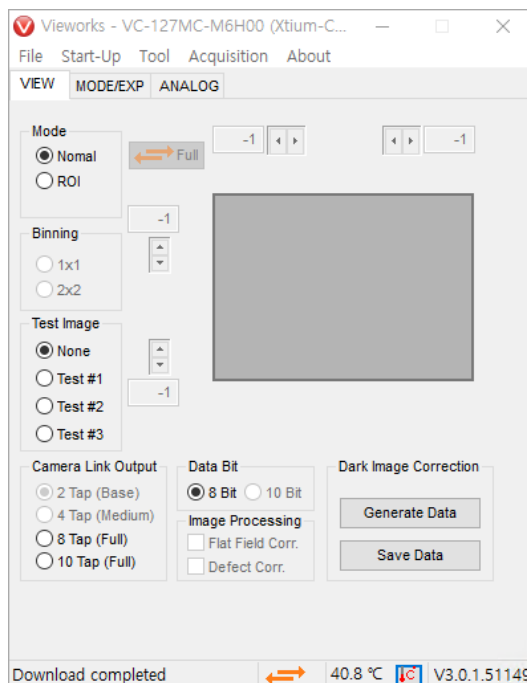 Vieworks - VC-127MC-M6H00 (Xtium-C...
File Start-Up Tool Acquisition About
VIEW MODE/EXP ANALOG
Mode
Nomal
ROI
Full
-1
-1
-1
Binning
1x1
2x2
Test Image
None
Test #1
Test #2
Test #3
-1
Camera Link Output
2 Tap (Base)
4 Tap (Medium)
8 Tap (Full)
10 Tap (Full)
Data Bit
8 Bit 10 Bit
Image Processing
Flat Field Corr.
Defect Corr.
Dark Image Correction
Generate Data
Save Data
Download completed
40.8 ℃
C
V3.0.1.51149